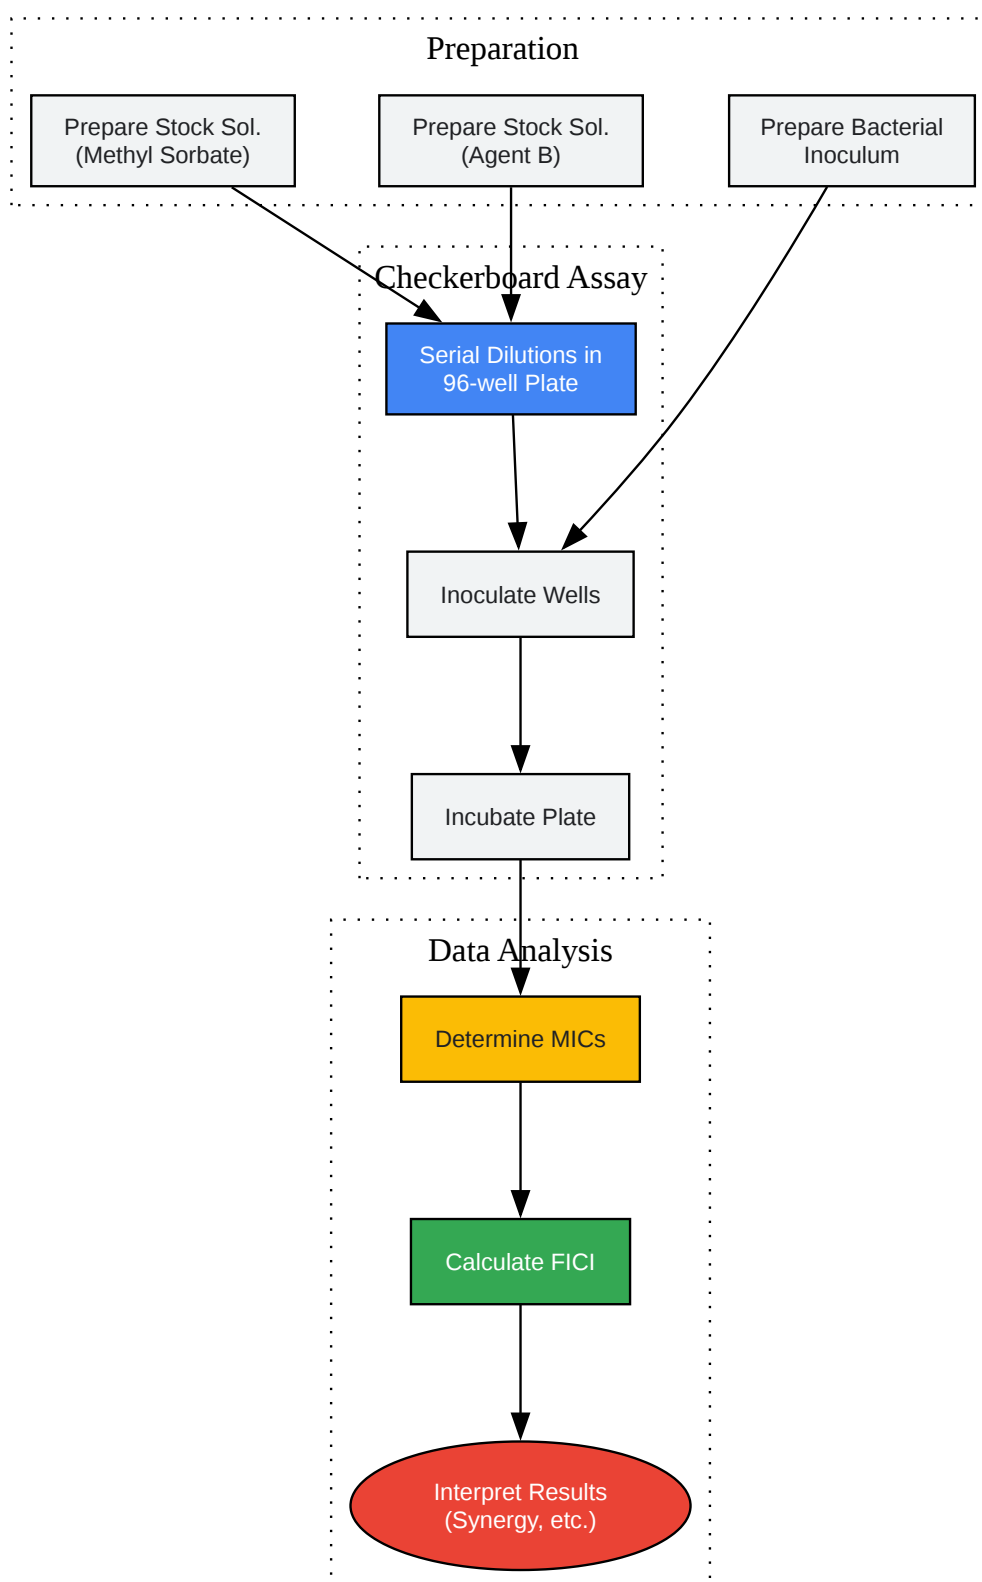 Preparation
Prepare Stock Sol.
(Methyl Sorbate)
Prepare Stock Sol.
(Agent B)
Prepare Bacterial
Inoculum
Checkerboard Assay
Serial Dilutions in
96-well Plate
Inoculate Wells
Incubate Plate
Data Analysis
Determine MICs
Calculate FICI
Interpret Results
(Synergy, etc.)